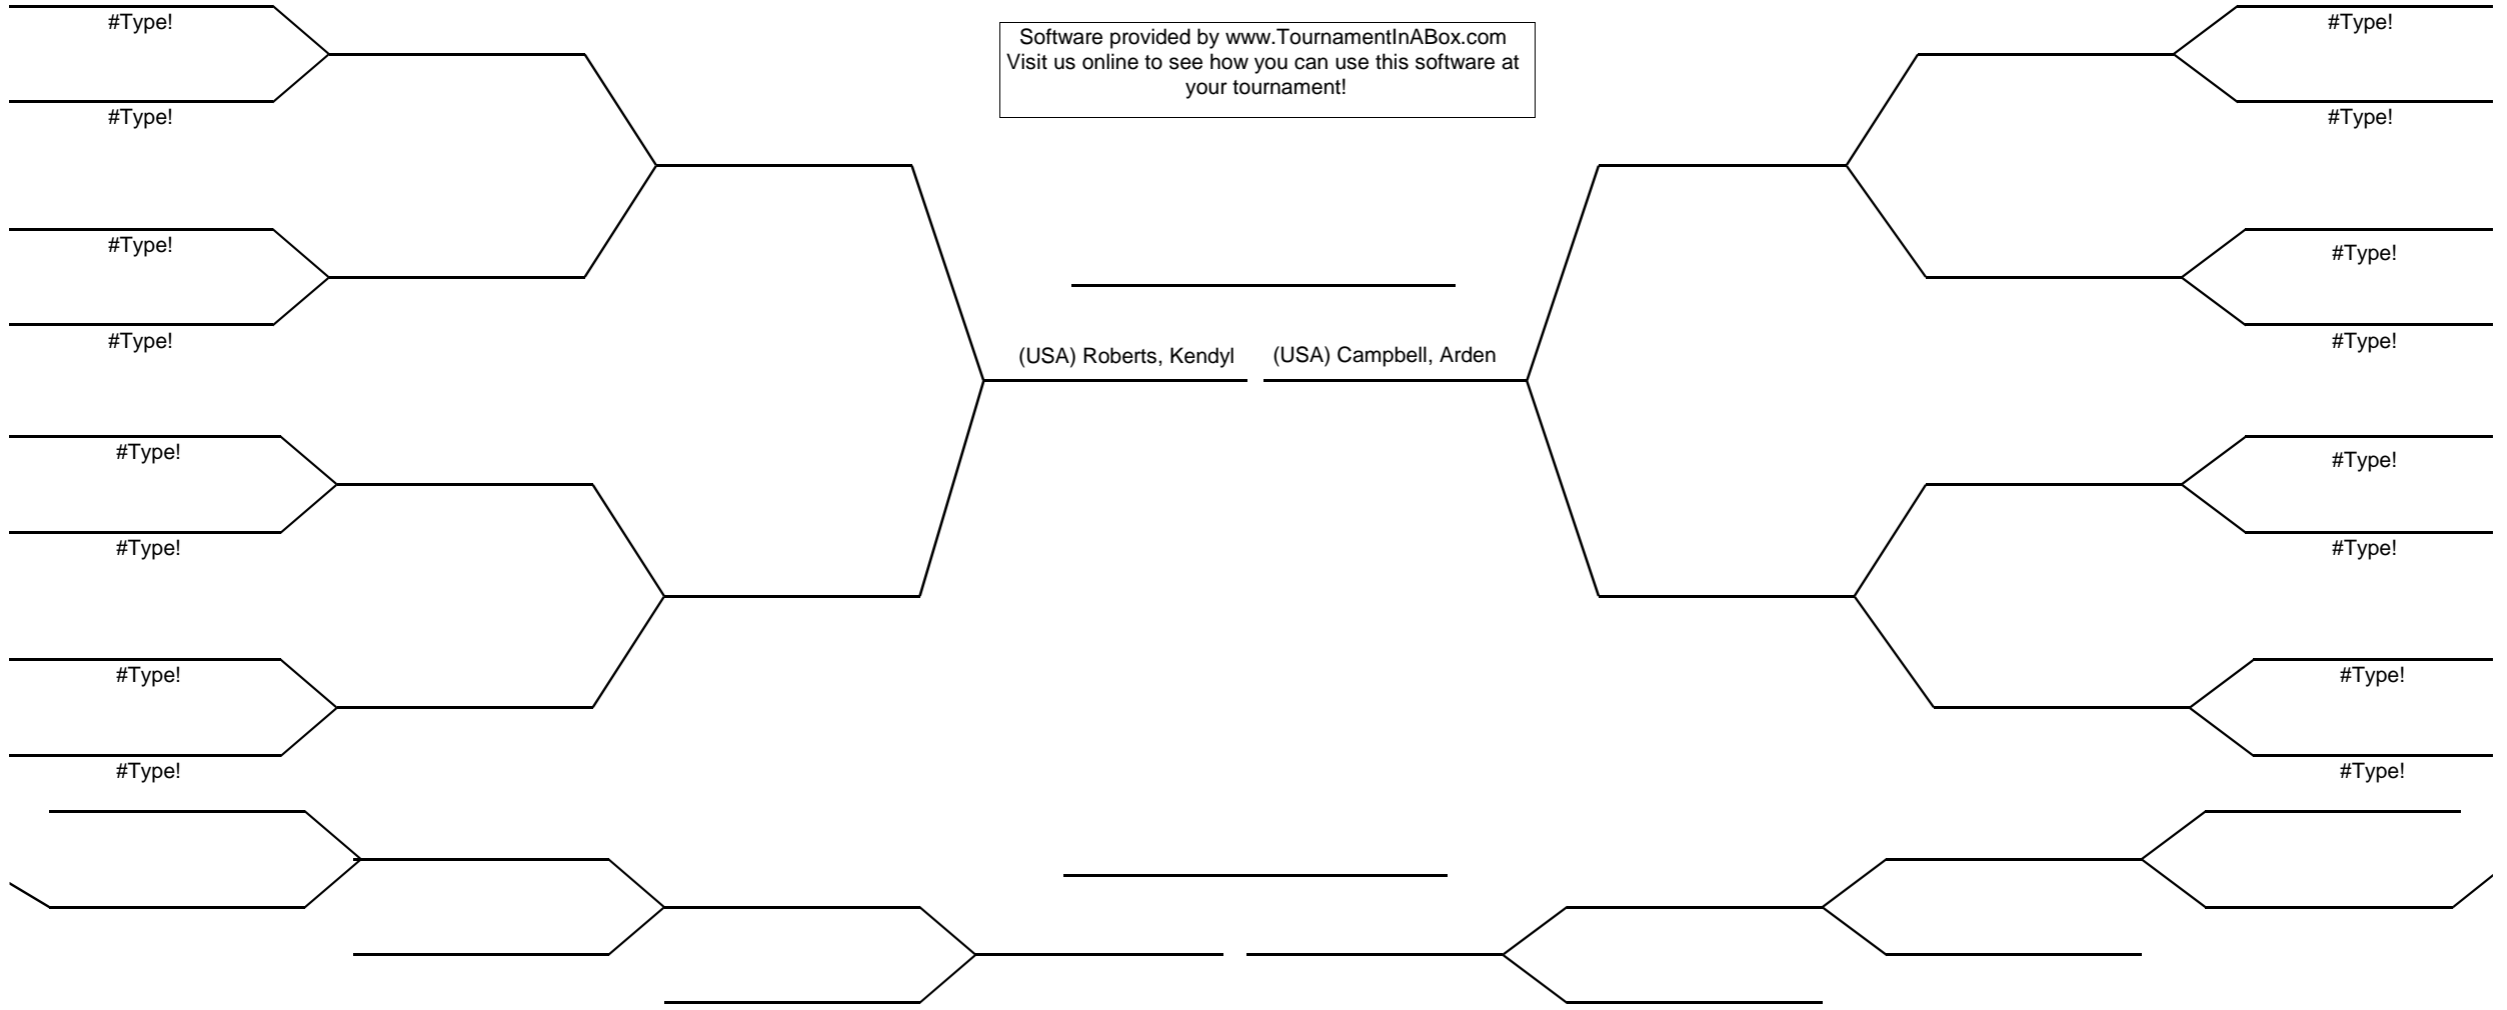 #Type!
#Type!
Software provided by www.TournamentInABox.com
Visit us online to see how you can use this software at
your tournament!
#Type!
#Type!
#Type!
#Type!
#Type!
#Type!
(USA) Roberts, Kendyl
(USA) Campbell, Arden
#Type!
#Type!
#Type!
#Type!
#Type!
#Type!
#Type!
#Type!